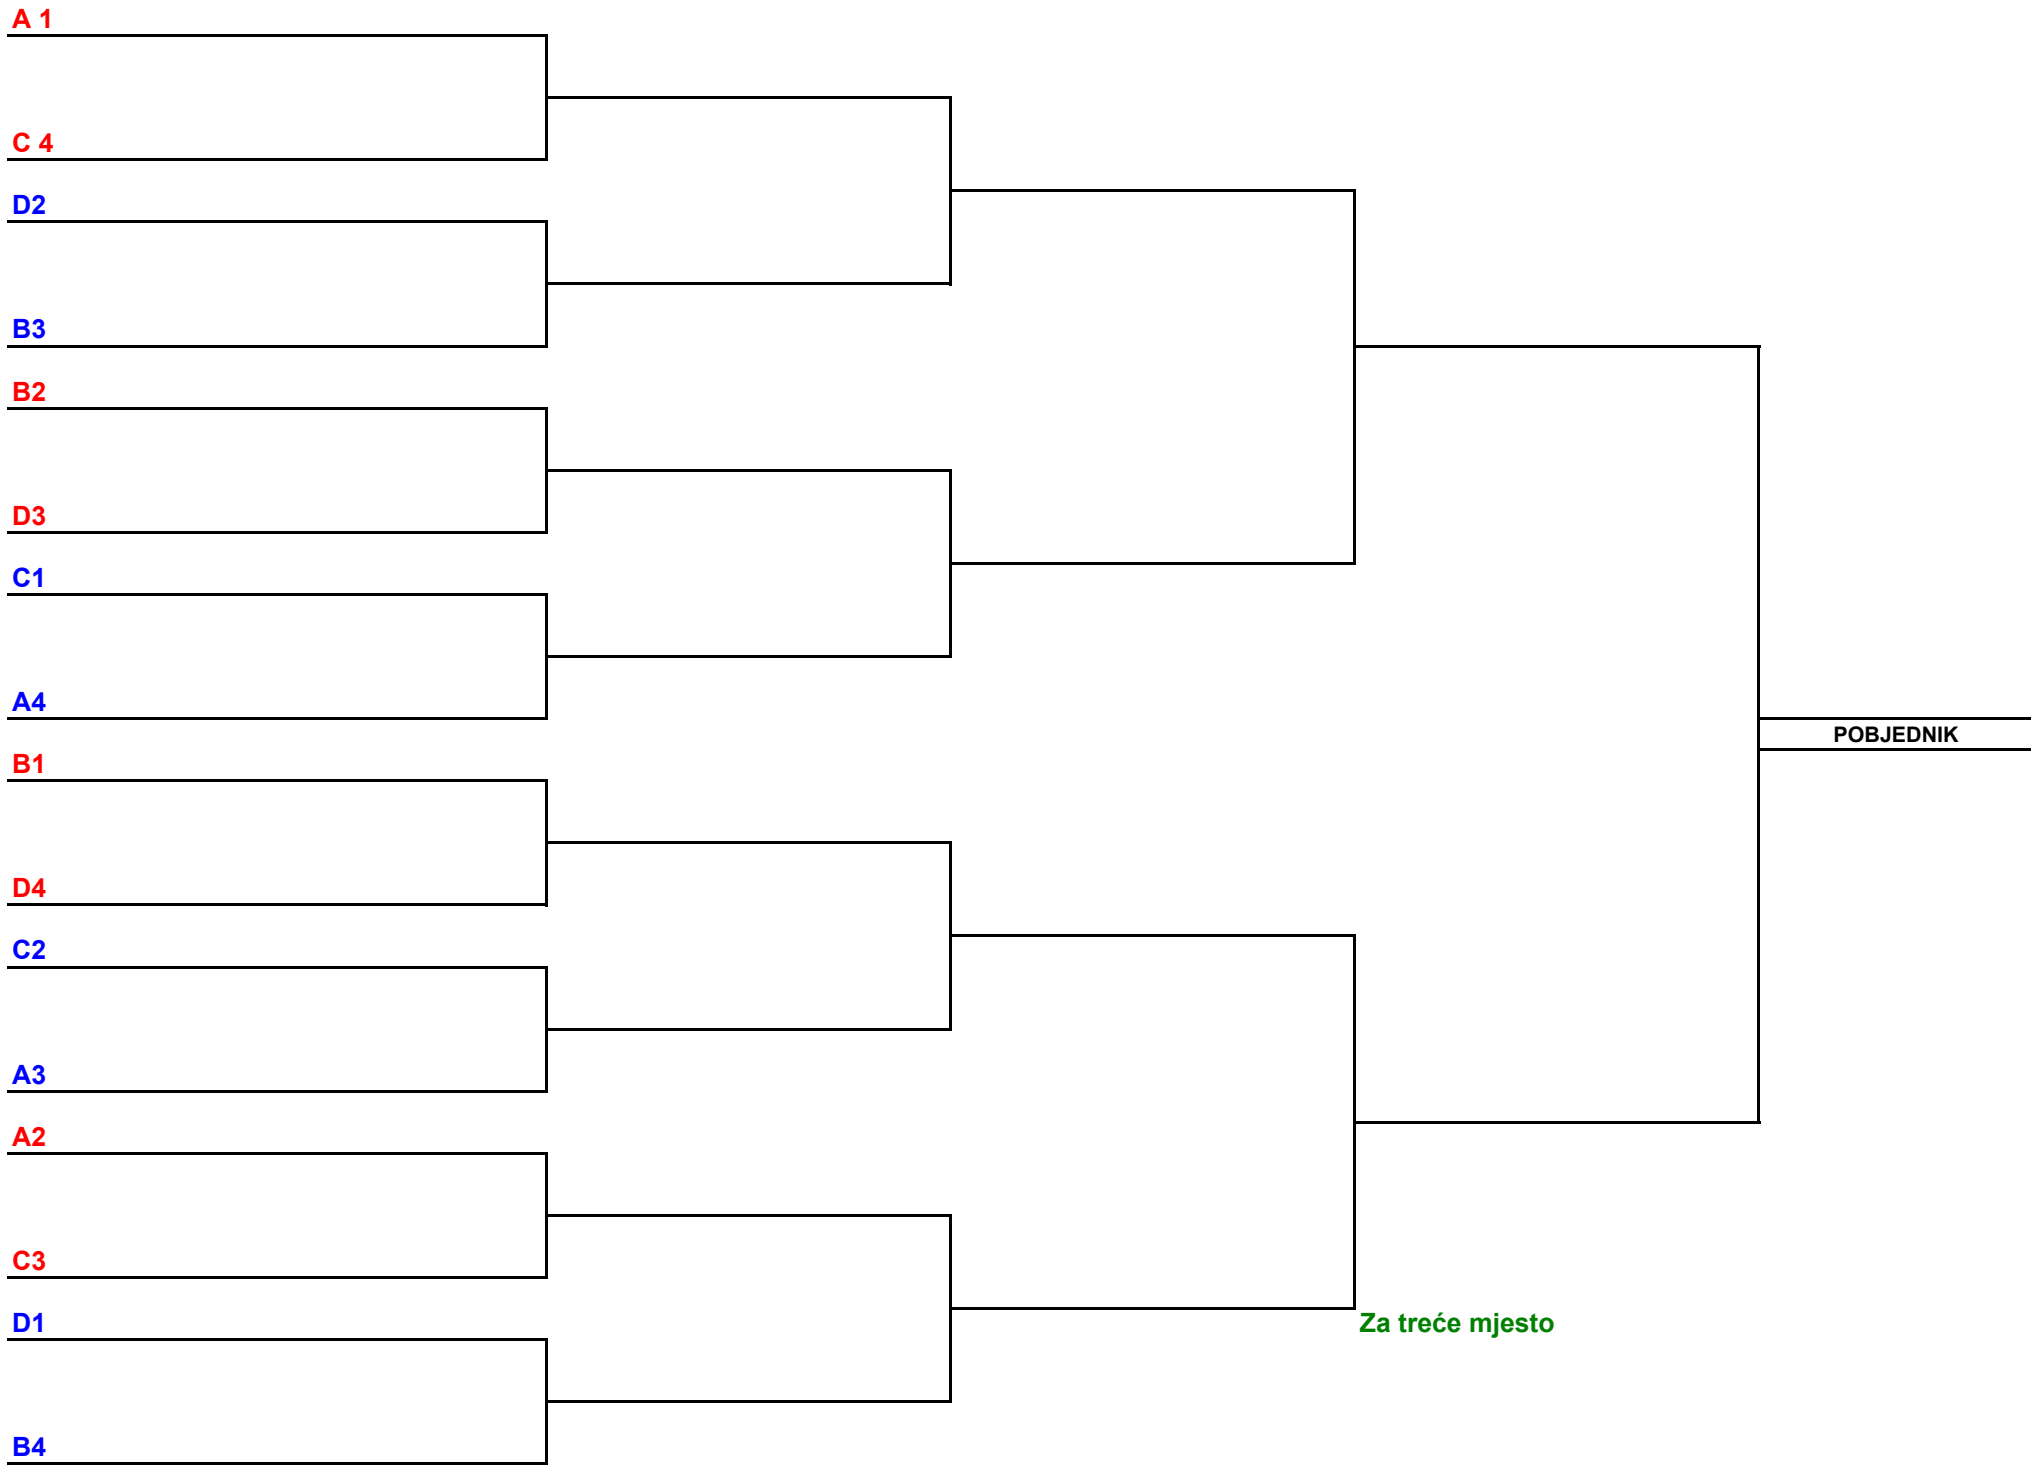 A 1
C 4
D2
B3
B2
D3
C1
A4
POBJEDNIK
B1
D4
C2
A3
A2
C3
D1
Za treće mjesto
B4